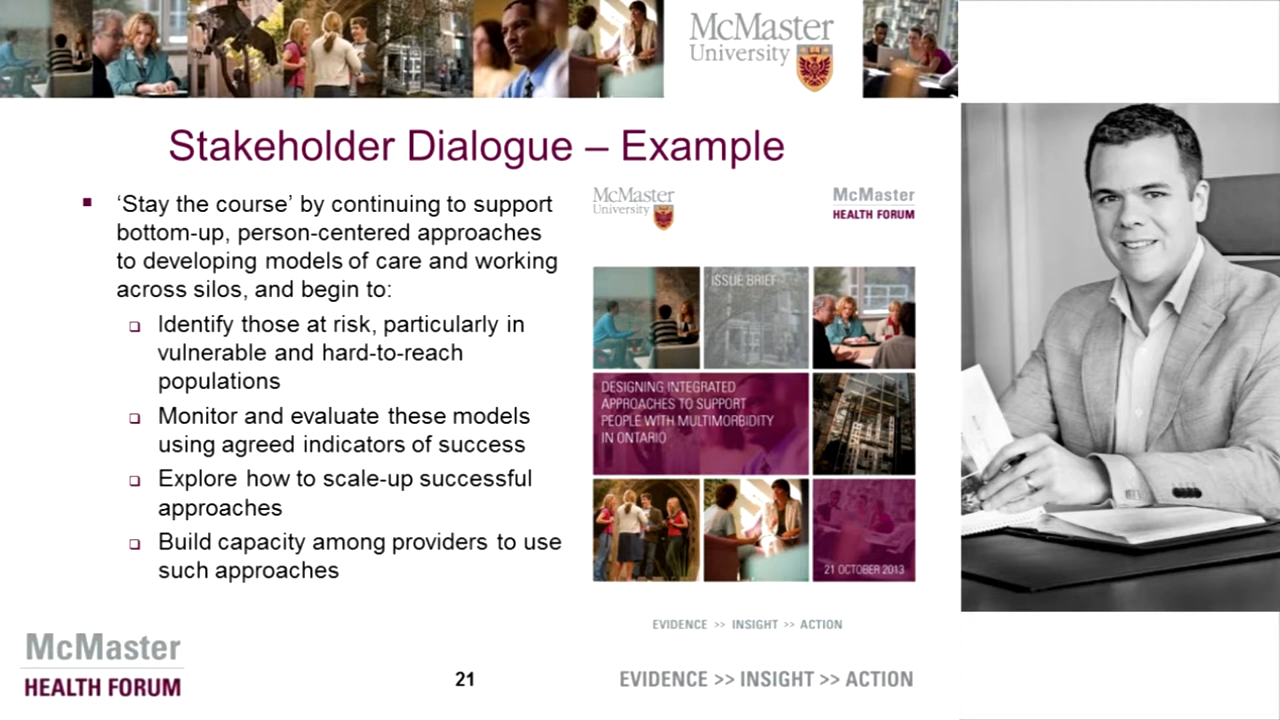 McMaster
University
Stakeholder Dialogue – Example
▪ ‘Stay the course’ by continuing to support
bottom-up, person-centered approaches
to developing models of care and working
across silos, and begin to:
❑ Identify those at risk, particularly in
vulnerable and hard-to-reach
populations
❑ Monitor and evaluate these models
using agreed indicators of success
❑ Explore how to scale-up successful
approaches
❑ Build capacity among providers to use
such approaches
McMaster
University
McMaster
HEALTH FORUM
ISSUE BRIEF
DESIGNING INTEGRATED
APPROACHES TO SUPPORT
PEOPLE WITH MULTIMORBIDITY
IN ONTARIO
21 OCTOBER 2013
EVIDENCE >> INSIGHT >> ACTION
McMaster
HEALTH FORUM
21
EVIDENCE >> INSIGHT >> ACTION